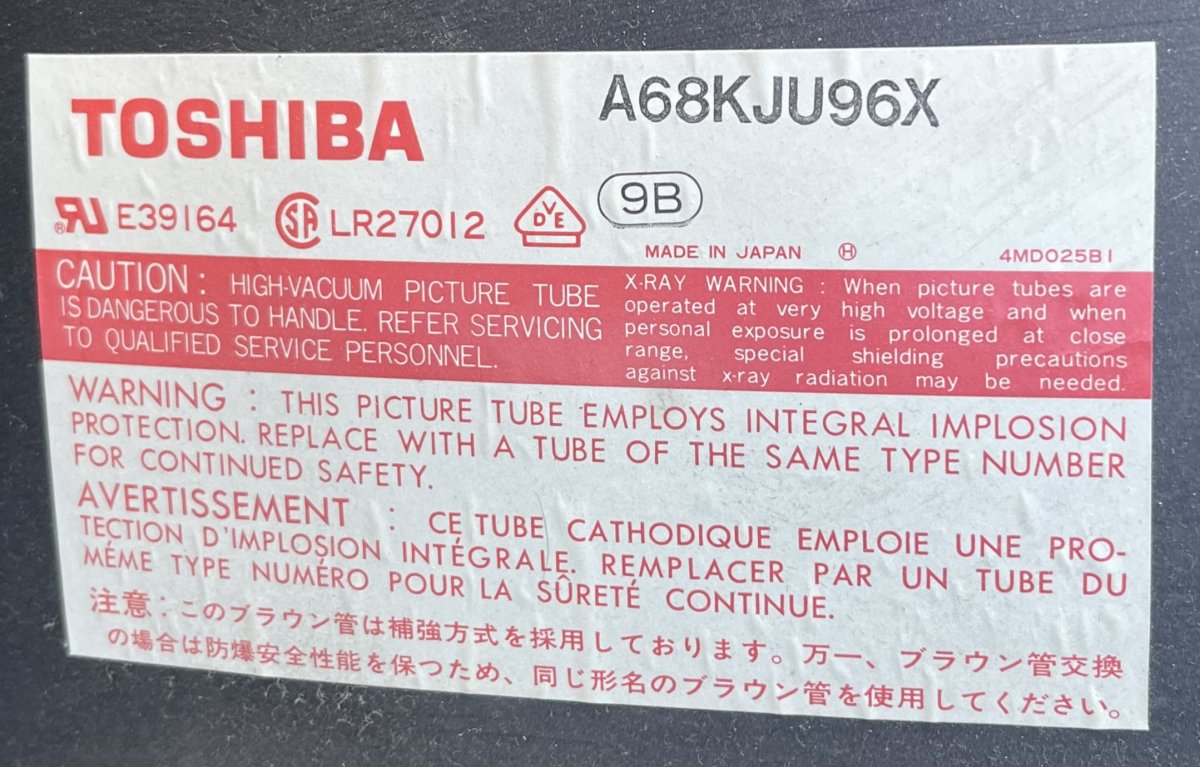 TOSHIBA
A68KJU96X
E39164 SA LR27012 VDE 9B
MADE IN JAPAN H 4MD025B1
CAUTION : HIGH-VACUUM PICTURE TUBE
IS DANGEROUS TO HANDLE. REFER SERVICING
TO QUALIFIED SERVICE PERSONNEL.
X-RAY WARNING : When picture tubes are
operated at very high voltage and when
personal exposure is prolonged at close
range, special shielding precautions
against x-ray radiation may be needed.
WARNING : THIS PICTURE TUBE EMPLOYS INTEGRAL IMPLOSION
PROTECTION. REPLACE WITH A TUBE OF THE SAME TYPE NUMBER
FOR CONTINUED SAFETY.
AVERTISSEMENT : CE TUBE CATHODIQUE EMPLOIE UNE PRO-
TECTION D'IMPLOSION INTÉGRALE. REMPLACER PAR UN TUBE DU
MÉME TYPE NUMÉRO POUR LA SÛRETÉ CONTINUE.
注意：このブラウン管は補強方式を採用しております。万一、ブラウン管交換
の場合は防爆安全性能を保つため、同じ形名のブラウン管を使用してください。